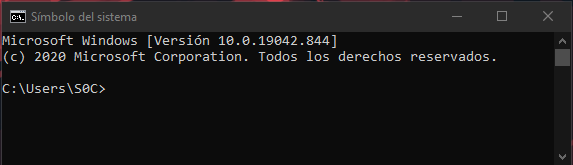 Símbolo del sistema
Microsoft Windows [Versión 10.0.19042.844]
(c) 2020 Microsoft Corporation. Todos los derechos reservados.
C:\Users\S0C>